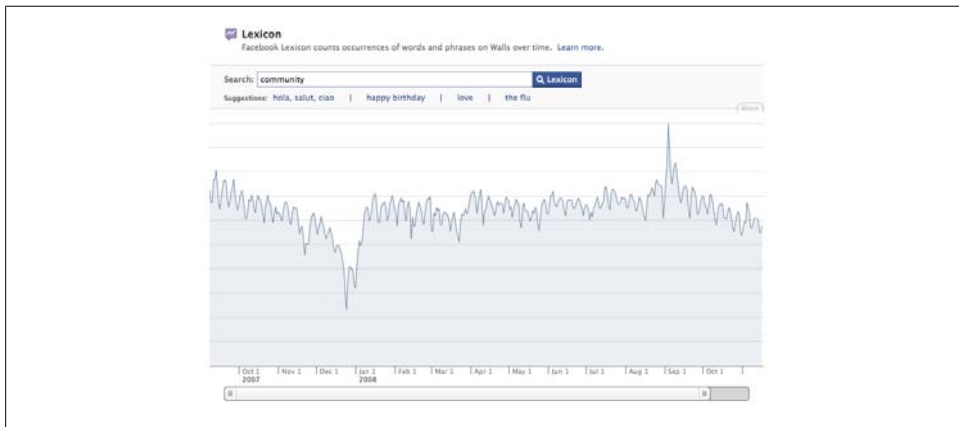 Lexicon
Facebook Lexicon counts occurrences of words and phrases on Walls over time. Learn more.
Search: community Lexicon
Suggestions: hola, salut, ciao | happy birthday | love | the flu
Oct 1 Nov 1 Dec 1 Jan 1 Feb 1 Mar 1 Apr 1 May 1 Jun 1 Jul 1 Aug 1 Sep 1 Oct 1
2007 2008